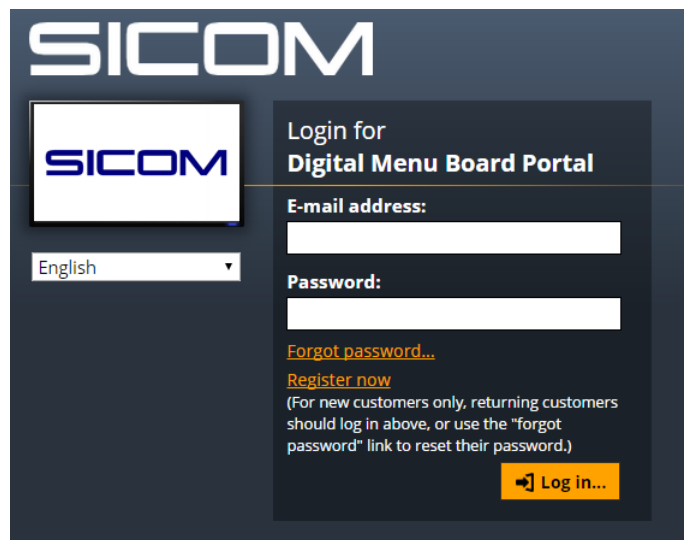 SICOM
SICOM
English
Login for
Digital Menu Board Portal
E-mail address:
Password:
Forgot password...
Register now
(For new customers only, returning customers
should log in above, or use the "forgot
password" link to reset their password.)
Log in...